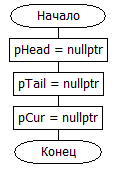 Начало
pHead = nullptr
pTail = nullptr
pCur = nullptr
Конец